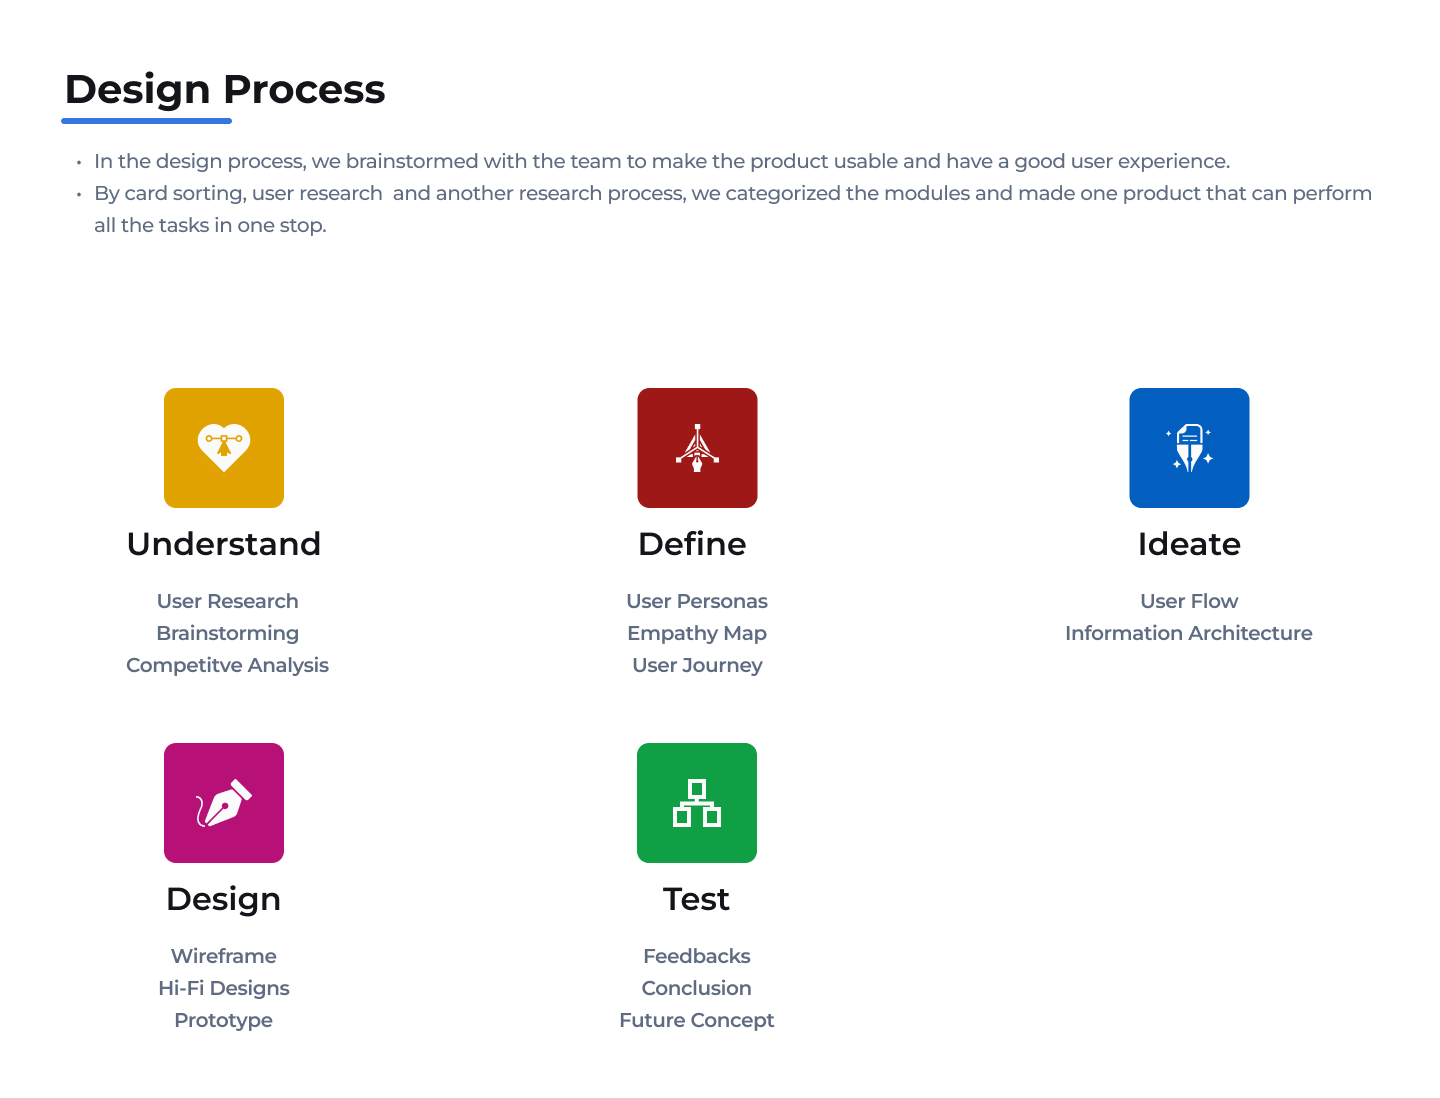 Design Process
• In the design process, we brainstormed with the team to make the product usable and have a good user experience.
• By card sorting, user research  and another research process, we categorized the modules and made one product that can perform
all the tasks in one stop.
Understand
User Research
Brainstorming
Competitve Analysis
Define
User Personas
Empathy Map
User Journey
Ideate
User Flow
Information Architecture
Design
Wireframe
Hi-Fi Designs
Prototype
Test
Feedbacks
Conclusion
Future Concept